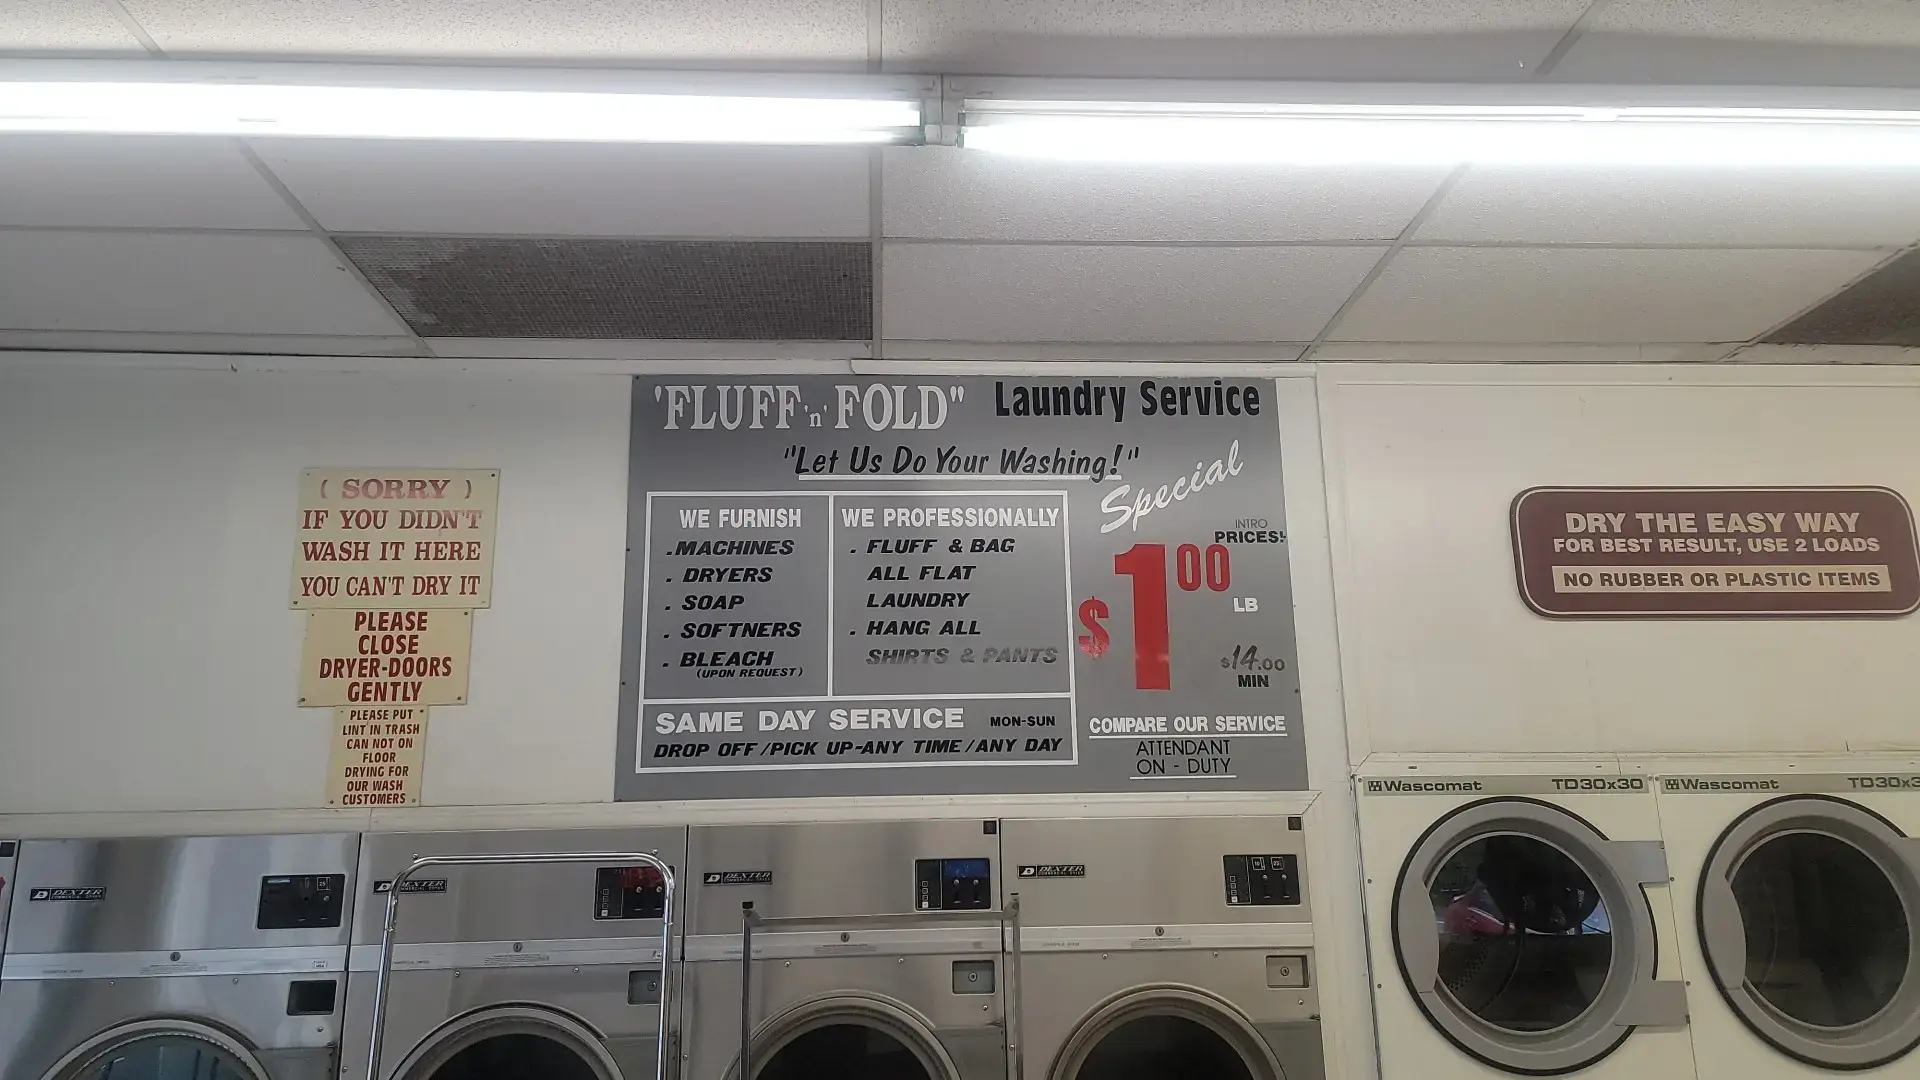 ( SORRY )
IF YOU DIDN'T
WASH IT HERE
YOU CAN'T DRY IT
PLEASE
CLOSE
DRYER-DOORS
GENTLY
PLEASE PUT
LINT IN TRASH
CAN NOT ON
FLOOR
DRYING FOR
OUR WASH
CUSTOMERS
'FLUFF 'n' FOLD" Laundry Service
"Let Us Do Your Washing!"
WE FURNISH
.MACHINES
. DRYERS
. SOAP
. SOFTNERS
. BLEACH
(UPON REQUEST)
WE PROFESSIONALLY
. FLUFF & BAG
ALL FLAT
LAUNDRY
. HANG ALL
SHIRTS & PANTS
SAME DAY SERVICE MON-SUN
DROP OFF/PICK UP-ANY TIME/ANY DAY
Special
INTRO
PRICES!
$1 00
LB
$14.00
MIN
COMPARE OUR SERVICE
ATTENDANT
ON - DUTY
DRY THE EASY WAY
FOR BEST RESULT, USE 2 LOADS
NO RUBBER OR PLASTIC ITEMS
Wascomat TD30x30
Wascomat
DEXTER
DEXTER
DEXTER
DEXTER